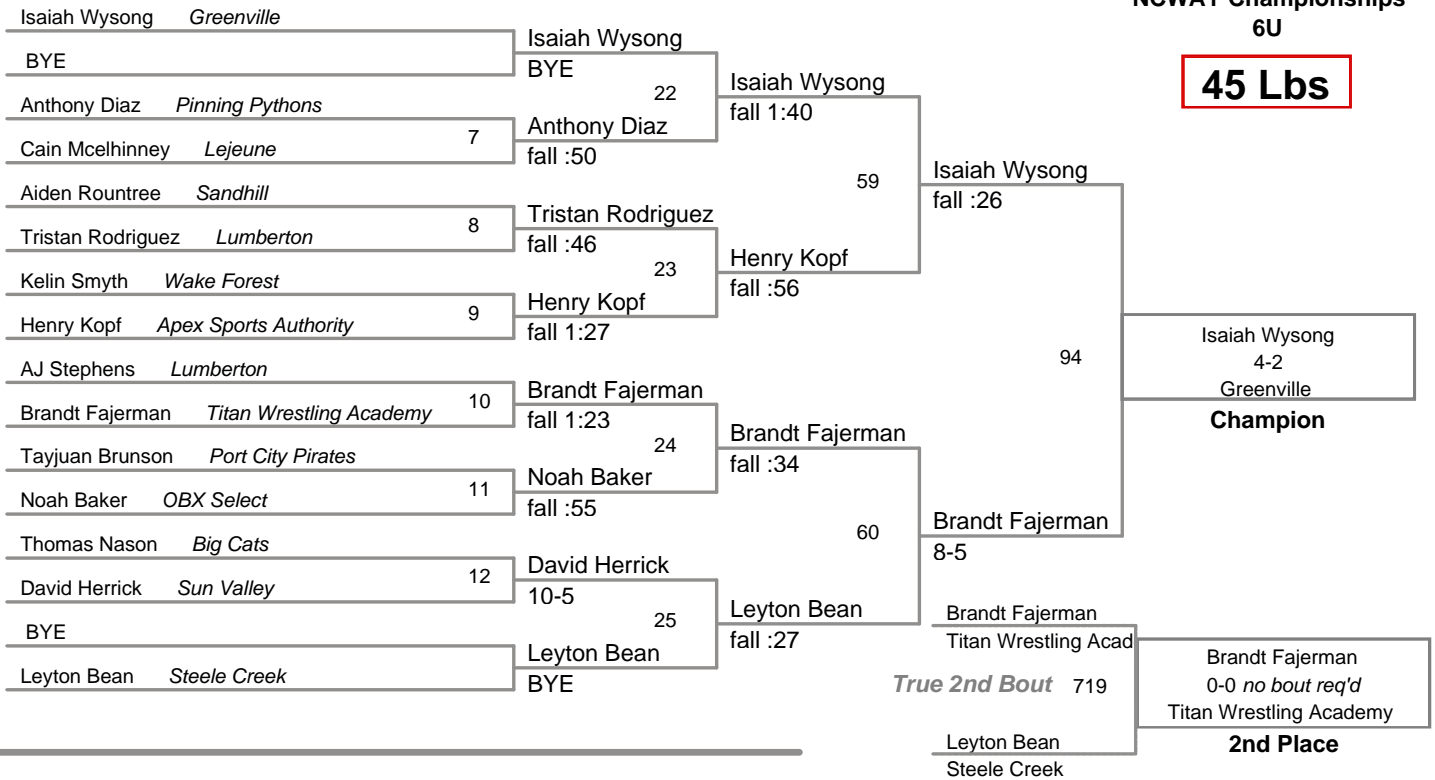 NCWAY Championships
6U
45 Lbs
Isaiah Wysong Greenville
BYE
Anthony Diaz Pinning Pythons
Cain Mcelhinney Lejeune
Aiden Rountree Sandhill
Tristan Rodriguez Lumberton
Kelin Smyth Wake Forest
Henry Kopf Apex Sports Authority
AJ Stephens Lumberton
Brandt Fajerman Titan Wrestling Academy
Tayjuan Brunson Port City Pirates
Noah Baker OBX Select
Thomas Nason Big Cats
David Herrick Sun Valley
BYE
Leyton Bean Steele Creek
7
8
9
10
11
12
Isaiah Wysong
BYE
Anthony Diaz
fall :50
Tristan Rodriguez
fall :46
Henry Kopf
fall 1:27
Brandt Fajerman
fall 1:23
Noah Baker
fall :55
David Herrick
10-5
Leyton Bean
BYE
22
23
24
25
Isaiah Wysong
fall 1:40
Henry Kopf
fall :56
Brandt Fajerman
fall :34
Leyton Bean
fall :27
59
60
Isaiah Wysong
fall :26
Brandt Fajerman
8-5
94
Isaiah Wysong
4-2
Greenville
Champion
Brandt Fajerman
Titan Wrestling Acad
True 2nd Bout 719
Leyton Bean
Steele Creek
Brandt Fajerman
0-0 no bout req'd
Titan Wrestling Academy
2nd Place